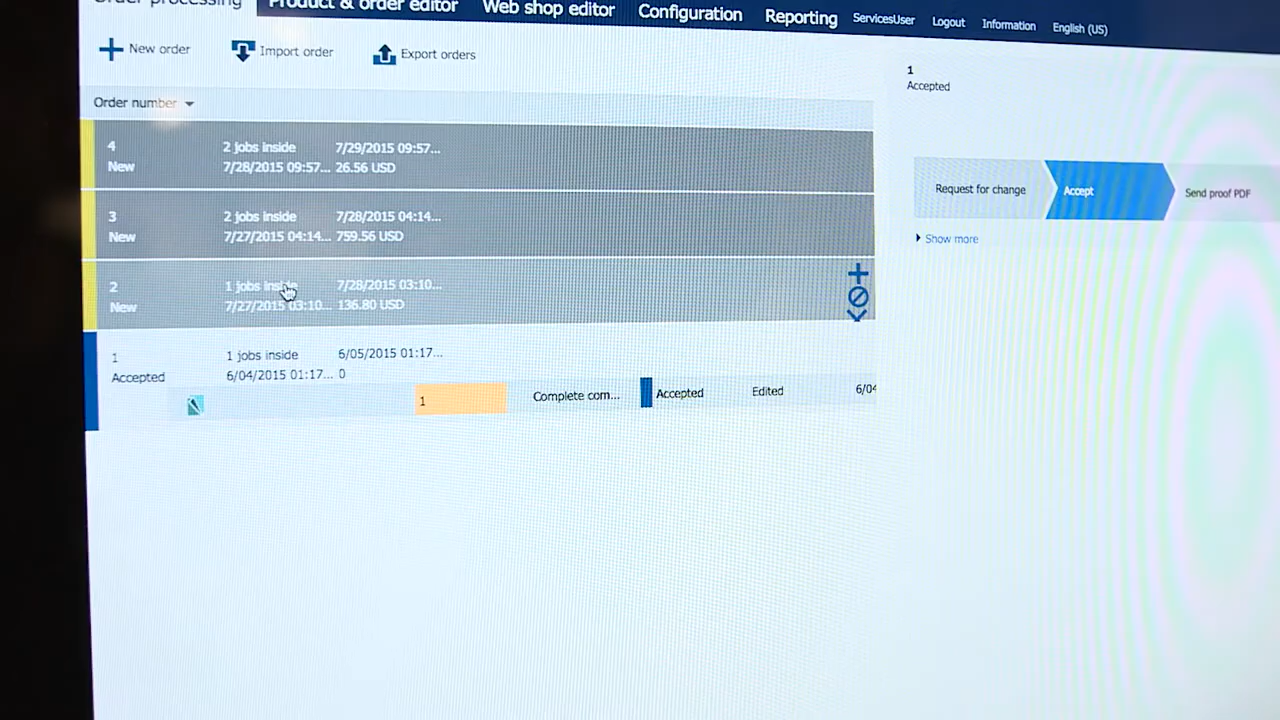 Order processing
Product & order editor
Web shop editor
Configuration
Reporting
ServicesUser
Logout
Information
English (US)
New order
Import order
Export orders
Order number
4
2 jobs inside
7/29/2015 09:57...
New
7/28/2015 09:57...
26.56 USD
3
2 jobs inside
7/28/2015 04:14...
New
7/27/2015 04:14...
759.56 USD
2
1 jobs inside
7/28/2015 03:10...
New
7/27/2015 03:10...
136.80 USD
1
1 jobs inside
6/05/2015 01:17...
Accepted
6/04/2015 01:17...
0
1
Complete com...
Accepted
Edited
6/04
1
Accepted
Request for change
Accept
Send proof PDF
Show more